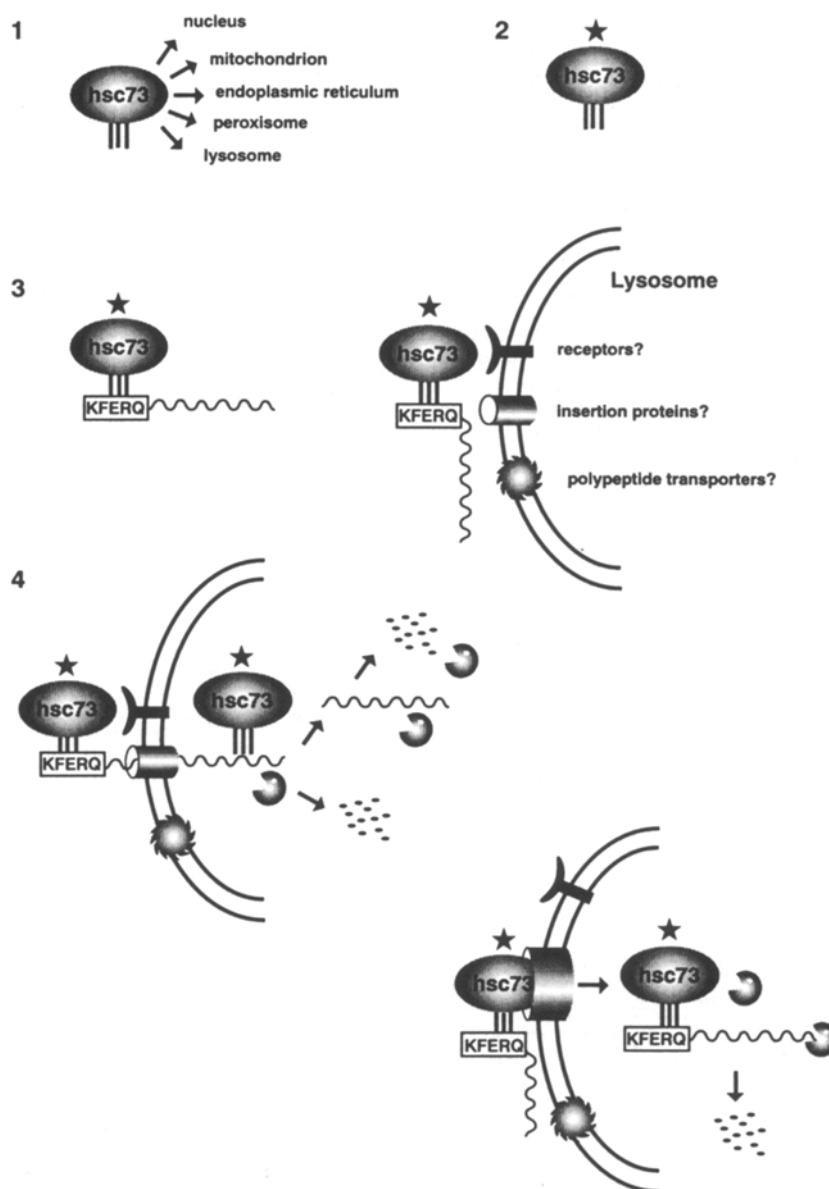 1
nucleus
mitochondrion
hsc73
endoplasmic reticulum
peroxisome
lysosome
2
hsc73
3
hsc73
KFERQ
Lysosome
hsc73
receptors?
KFERQ
insertion proteins?
polypeptide transporters?
4
hsc73
hsc73
KFERQ
hsc73
hsc73
KFERQ
KFERQ